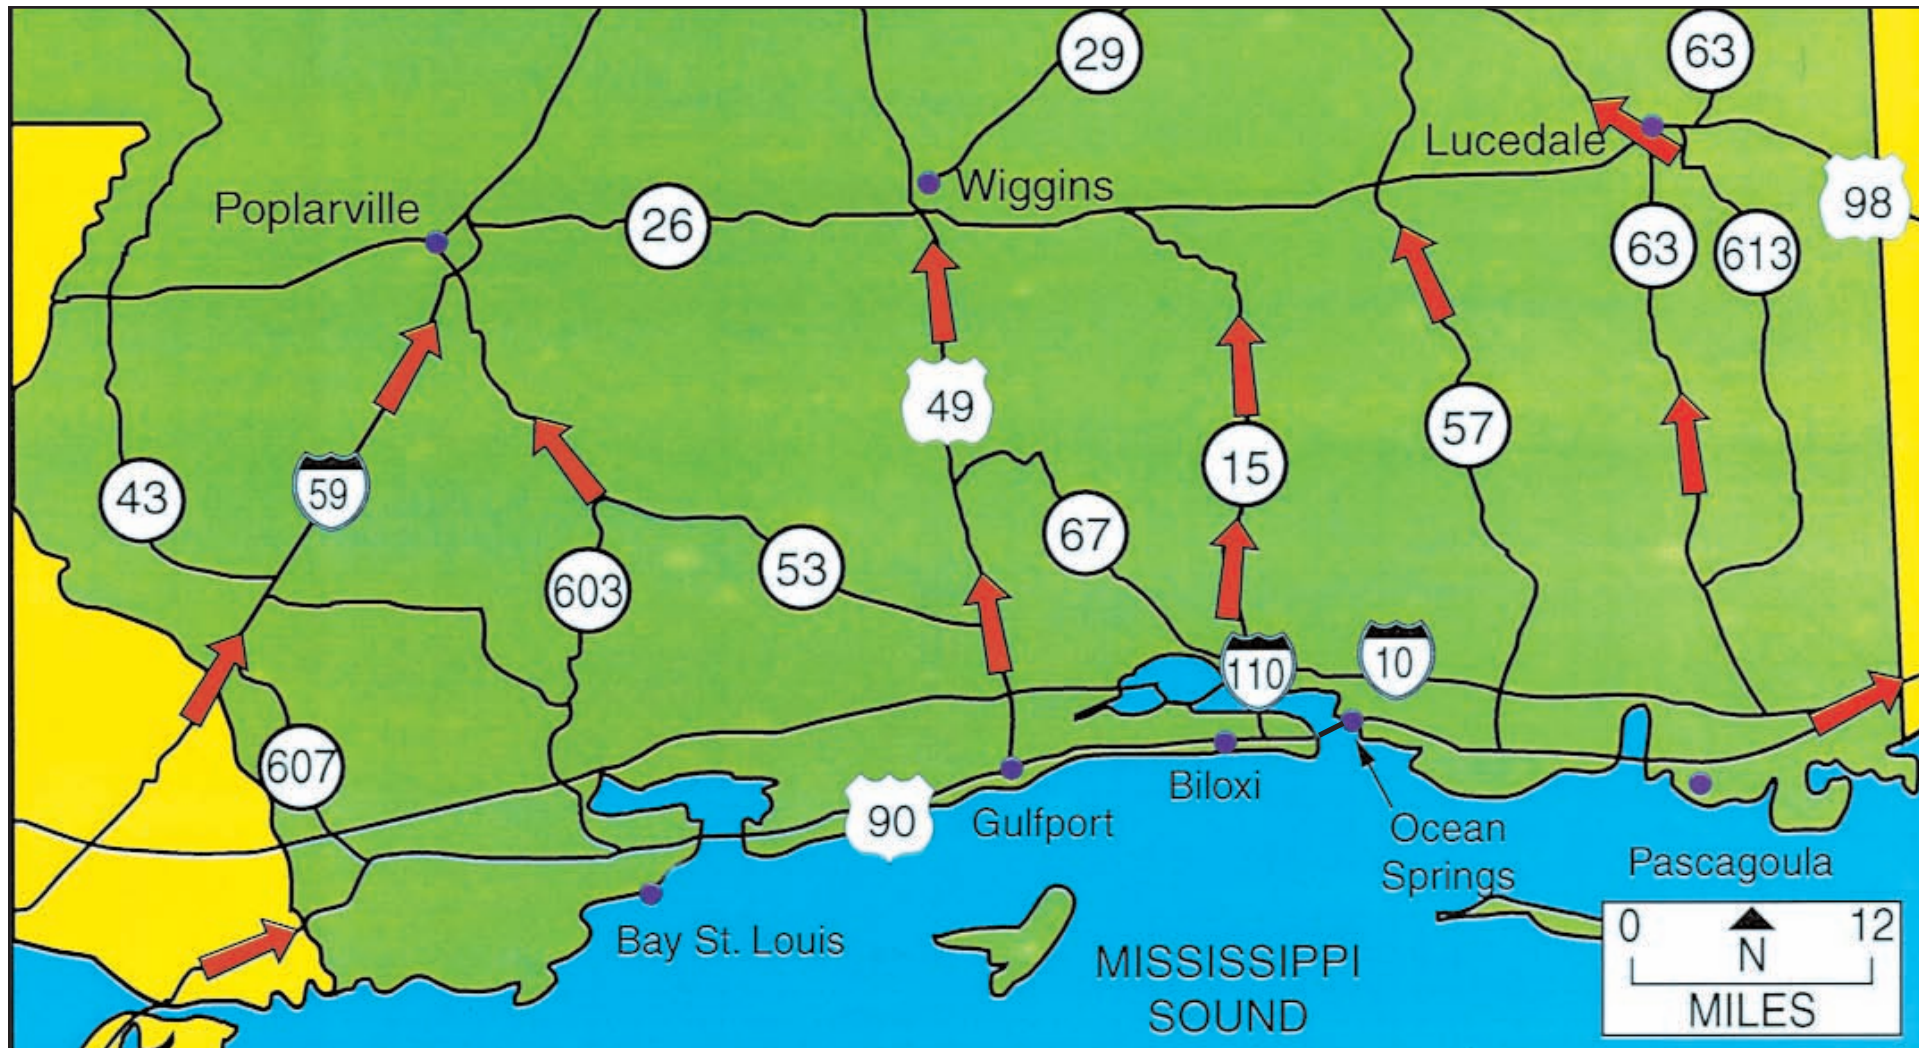 29
63
Lucedale
98
Poplarville
26
Wiggins
63
613
49
57
43
59
15
67
603
53
110
10
607
90
Gulfport
Biloxi
Ocean
Springs
Pascagoula
Bay St. Louis
MISSISSIPPI
SOUND
0 12
N
MILES